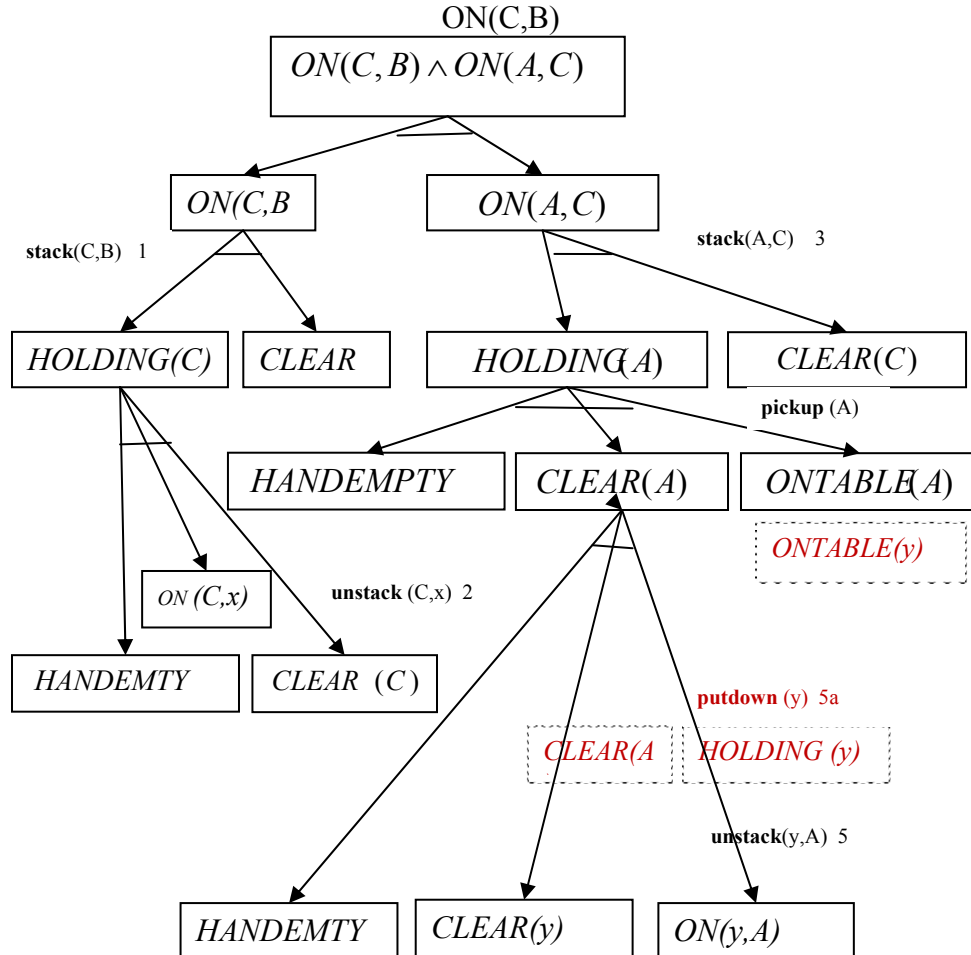 ON(C,B)
ON(C, B) ∧ ON(A, C)
ON(C,B
ON(A, C)
stack(C,B) 1
stack(A,C) 3
HOLDING(C)
CLEAR
HOLDING(A)
CLEAR(C)
pickup (A)
HANDEMPTY
CLEAR(A)
ONTABLE(A)
ONTABLE(y)
ON (C,x)
unstack (C,x) 2
HANDEMTY
CLEAR (C)
putdown (y) 5a
CLEAR(A
HOLDING (y)
unstack(y,A) 5
HANDEMTY
CLEAR(y)
ON(y,A)